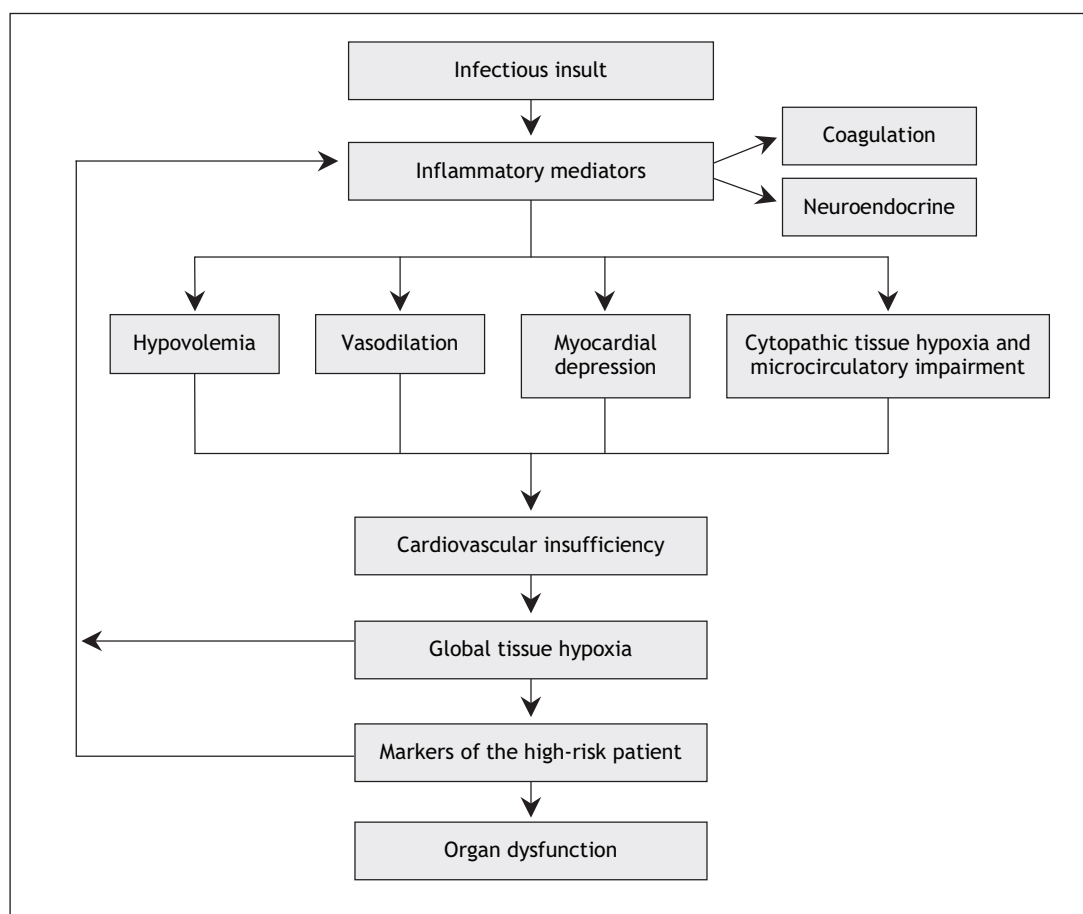 Infectious insult
Coagulation
Inflammatory mediators
Neuroendocrine
Hypovolemia
Vasodilation
Myocardial
depression
Cytopathic tissue hypoxia and
microcirculatory impairment
Cardiovascular insufficiency
Global tissue hypoxia
Markers of the high-risk patient
Organ dysfunction